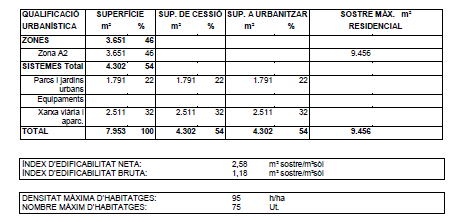 QUALIFICACIÓ SUPERFÍCIE SUP. DE CESSIÓ SUP. A URBANITZAR SOSTRE MÀX. m²
URBANÍSTICA m² % m² % m² % RESIDENCIAL
ZONES 3.651 46
Zona A2 3.651 46 9.456
SISTEMES Total 4.302 54
Parcs i jardins 1.791 22 1.791 22 1.791 22
urbans
Equipaments
Xarxa viària i 2.511 32 2.511 32 2.511 32
aparc.
TOTAL 7.953 100 4.302 54 4.302 54 9.456
ÍNDEX D'EDIFICABILITAT NETA: 2,58 m² sostre/m²sòl
ÍNDEX D'EDIFICABILITAT BRUTA: 1,18 m² sostre/m²sòl
DENSITAT MÀXIMA D'HABITATGES: 95 h/ha
NOMBRE MÀXIM D'HABITATGES: 75 Ut.